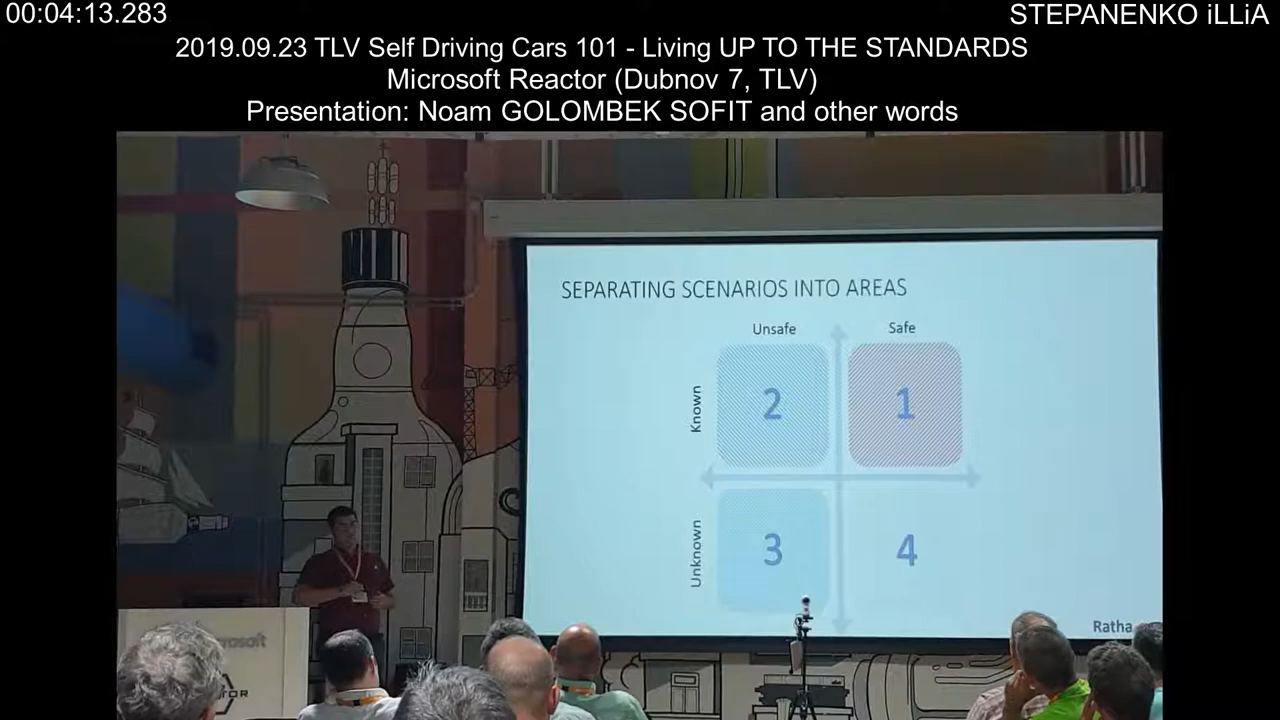 00:04:13.283
STEPANENKO iLLiA
2019.09.23 TLV Self Driving Cars 101 - Living UP TO THE STANDARDS
Microsoft Reactor (Dubnov 7, TLV)
Presentation: Noam GOLOMBEK SOFIT and other words
SEPARATING SCENARIOS INTO AREAS
Unsafe
Safe
Known
2
1
Unknown
3
4
Ratha